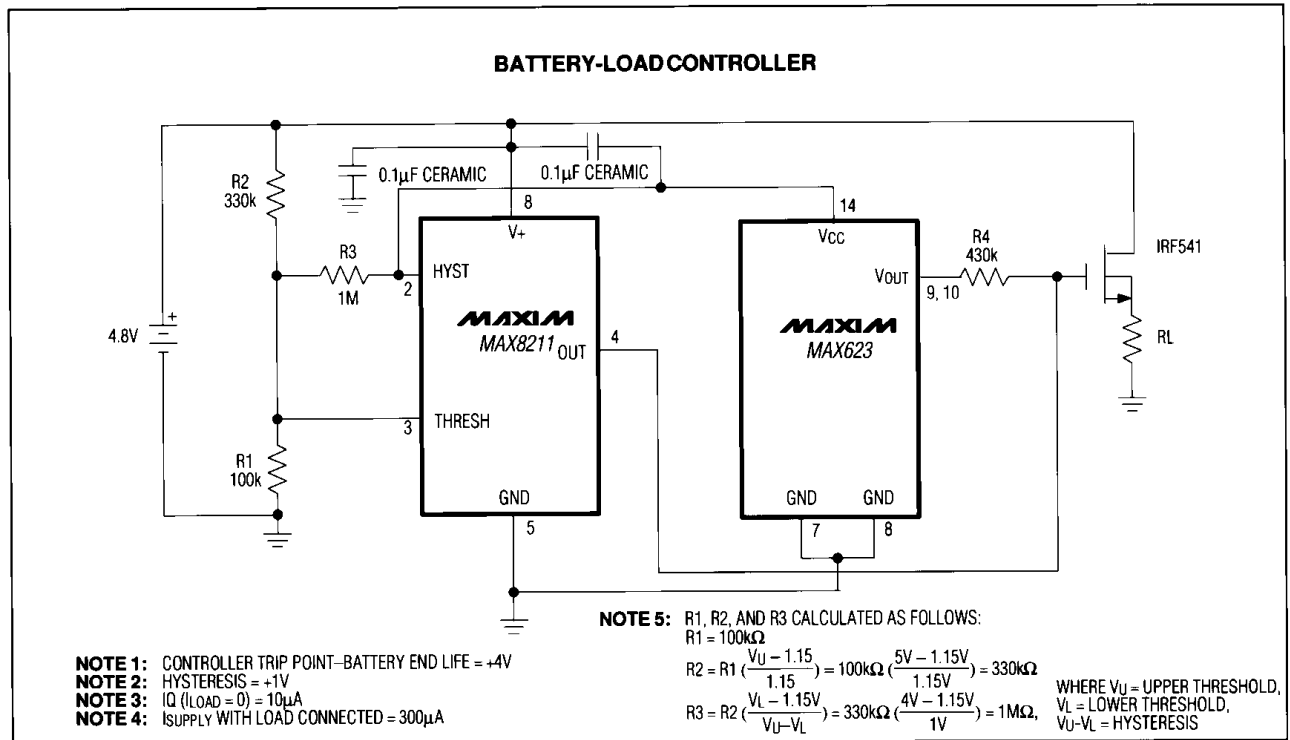 BATTERY-LOAD CONTROLLER
R2
330k
0.1µF CERAMIC
0.1µF CERAMIC
8
V+
14
VCC
R3
1M
2
HYST
MAXIM
MAX8211
OUT
4
VOUT
9, 10
R4
430k
IRF541
MAXIM
MAX623
RL
4.8V
+
3
THRESH
R1
100k
GND
5
GND
GND
7
8
NOTE 1: CONTROLLER TRIP POINT–BATTERY END LIFE = +4V
NOTE 2: HYSTERESIS = +1V
NOTE 3: IQ (ILOAD = 0) = 10µA
NOTE 4: ISUPPLY WITH LOAD CONNECTED = 300µA
NOTE 5: R1, R2, AND R3 CALCULATED AS FOLLOWS:
R1 = 100kΩ
R2 = R1 (VU – 1.15 / 1.15) = 100kΩ (5V – 1.15V / 1.15V) = 330kΩ
R3 = R2 (VL – 1.15V / VU–VL) = 330kΩ (4V – 1.15V / 1V) = 1MΩ,
WHERE VU = UPPER THRESHOLD,
VL = LOWER THRESHOLD,
VU-VL = HYSTERESIS